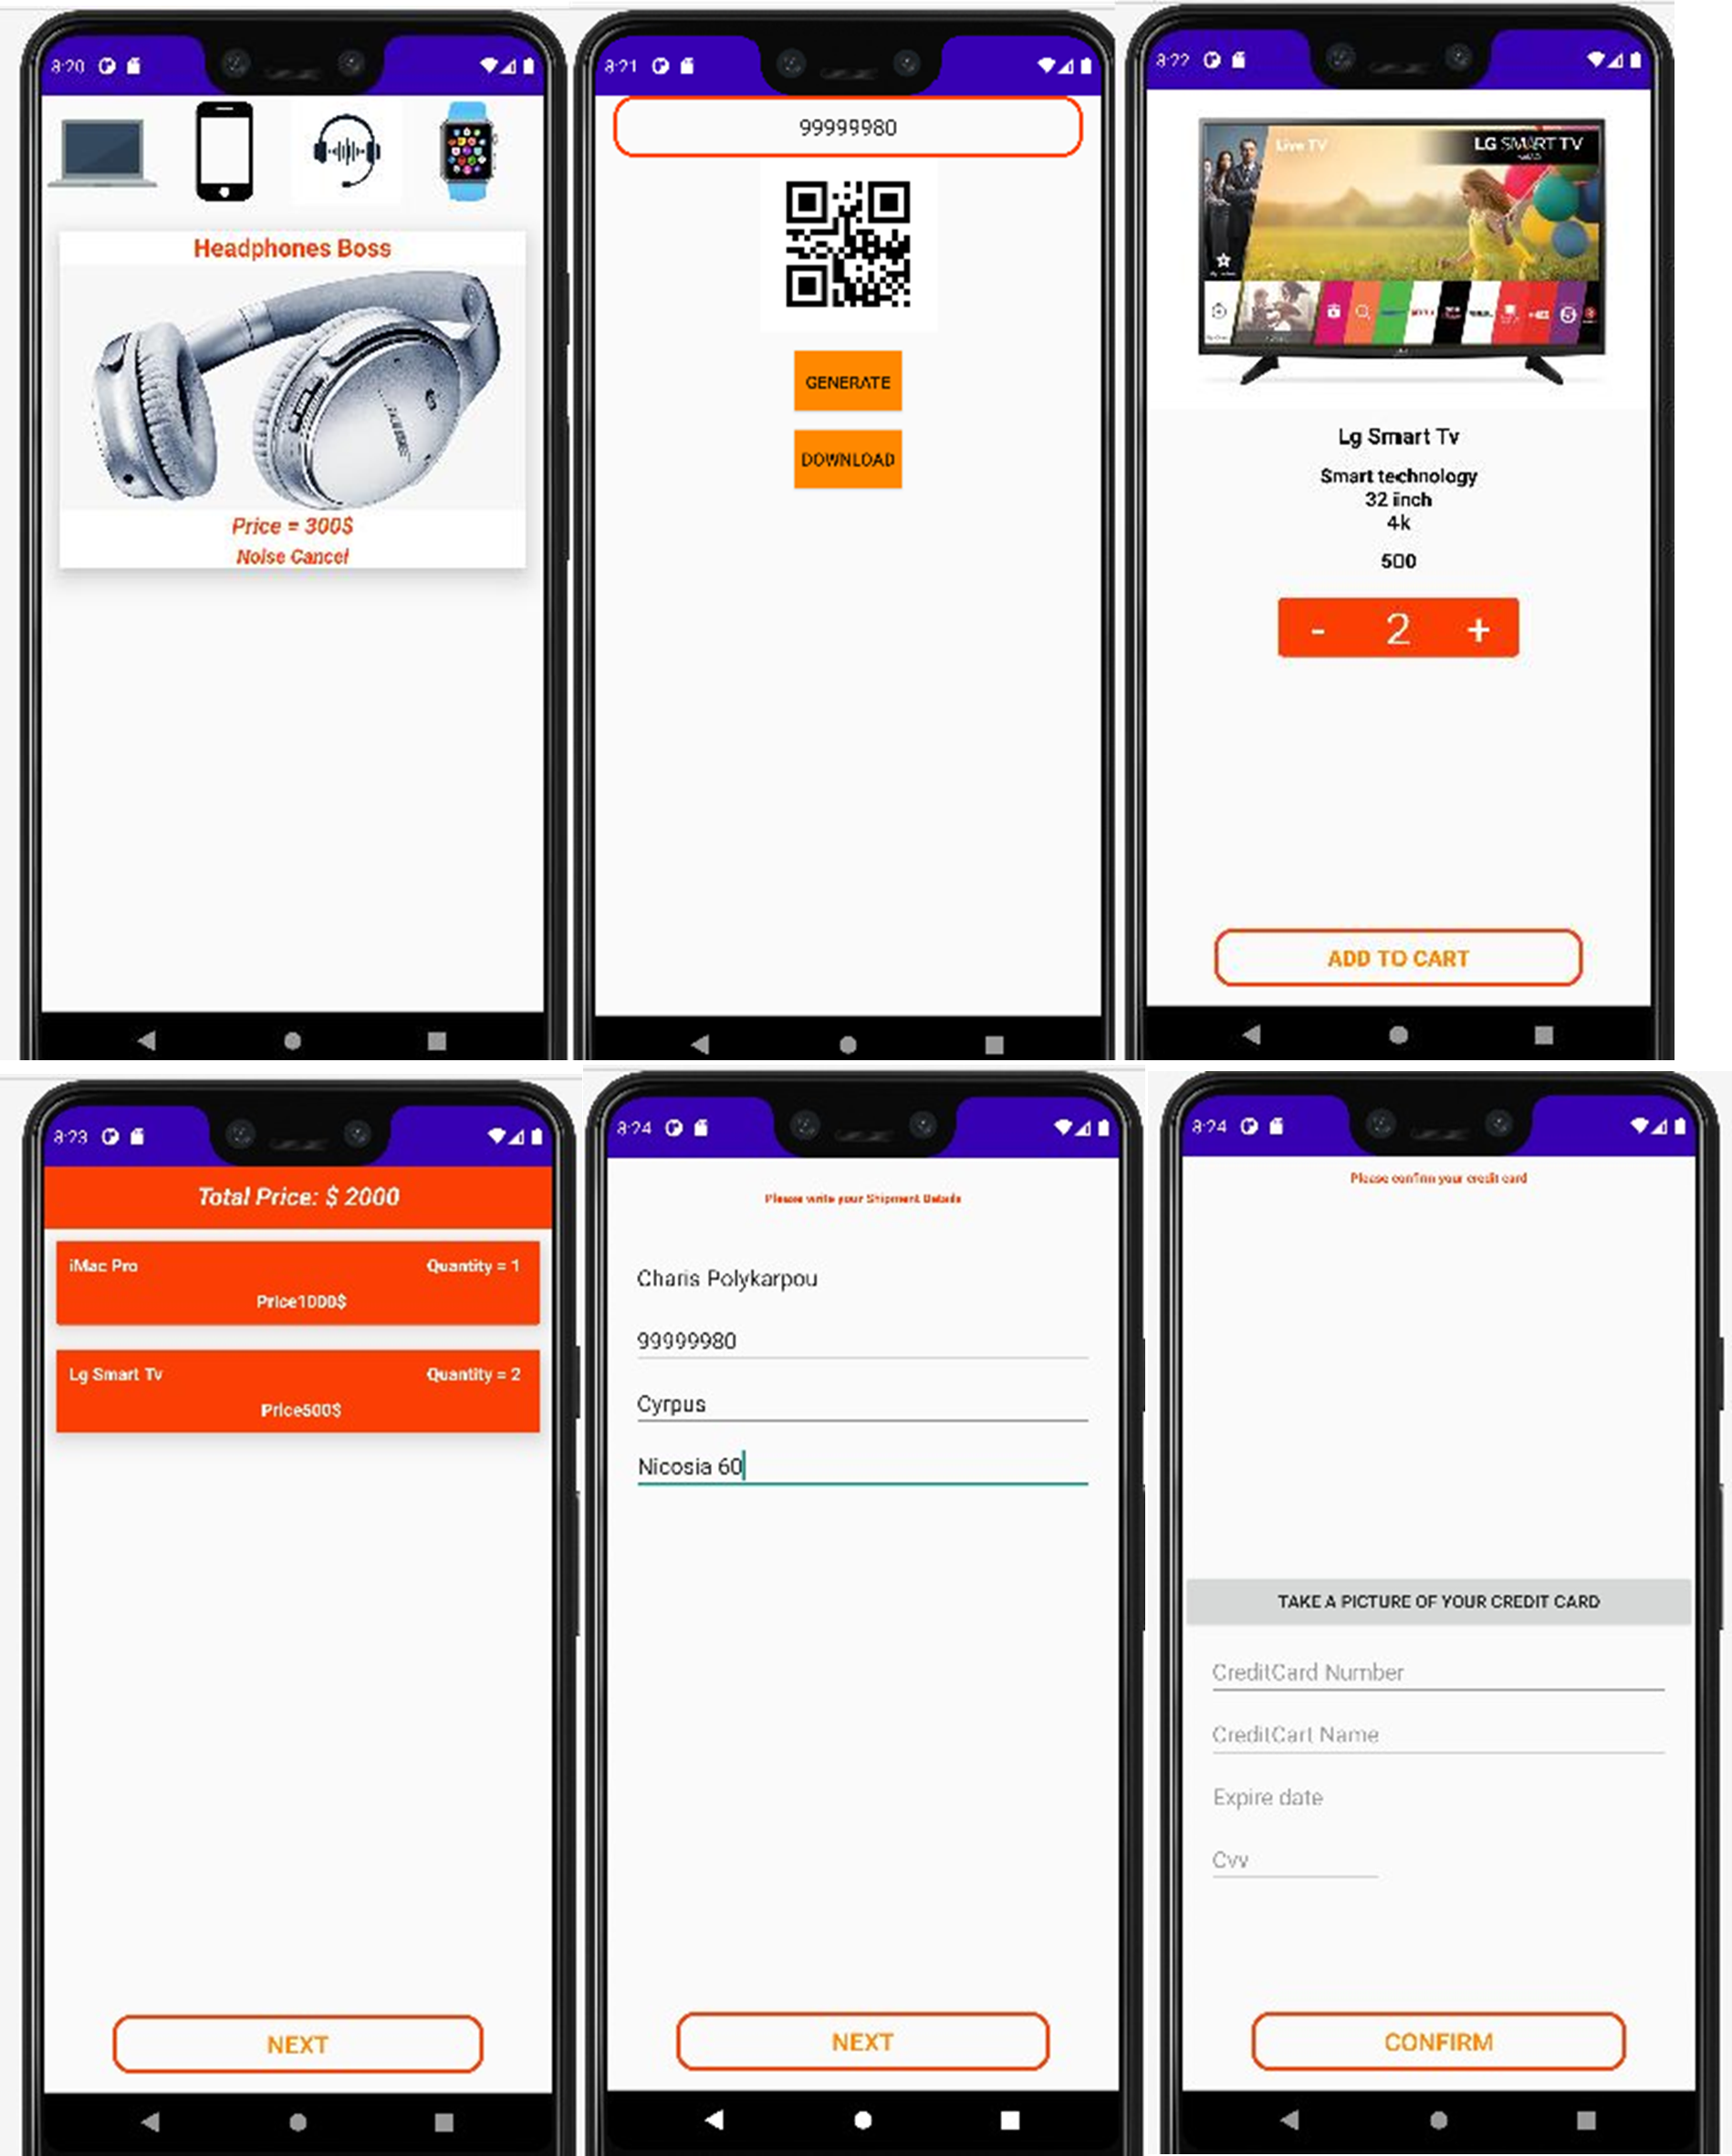 8:20
Headphones Boss
Price = 300$
Noise Cancel
8:21
99999980
GENERATE
DOWNLOAD
8:22
Live TV
LG SMART TV
Lg Smart Tv
Smart technology
32 inch
4k
500
- 2 +
ADD TO CART
8:23
Total Price: $ 2000
iMac Pro
Quantity = 1
Price1000$
Lg Smart Tv
Quantity = 2
Price500$
NEXT
8:24
Please write your Shipment Details
Charis Polykarpou
99999980
Cyrpus
Nicosia 60
NEXT
8:24
Please confirm your credit card
TAKE A PICTURE OF YOUR CREDIT CARD
CreditCard Number
CreditCart Name
Expire date
Cvv
CONFIRM